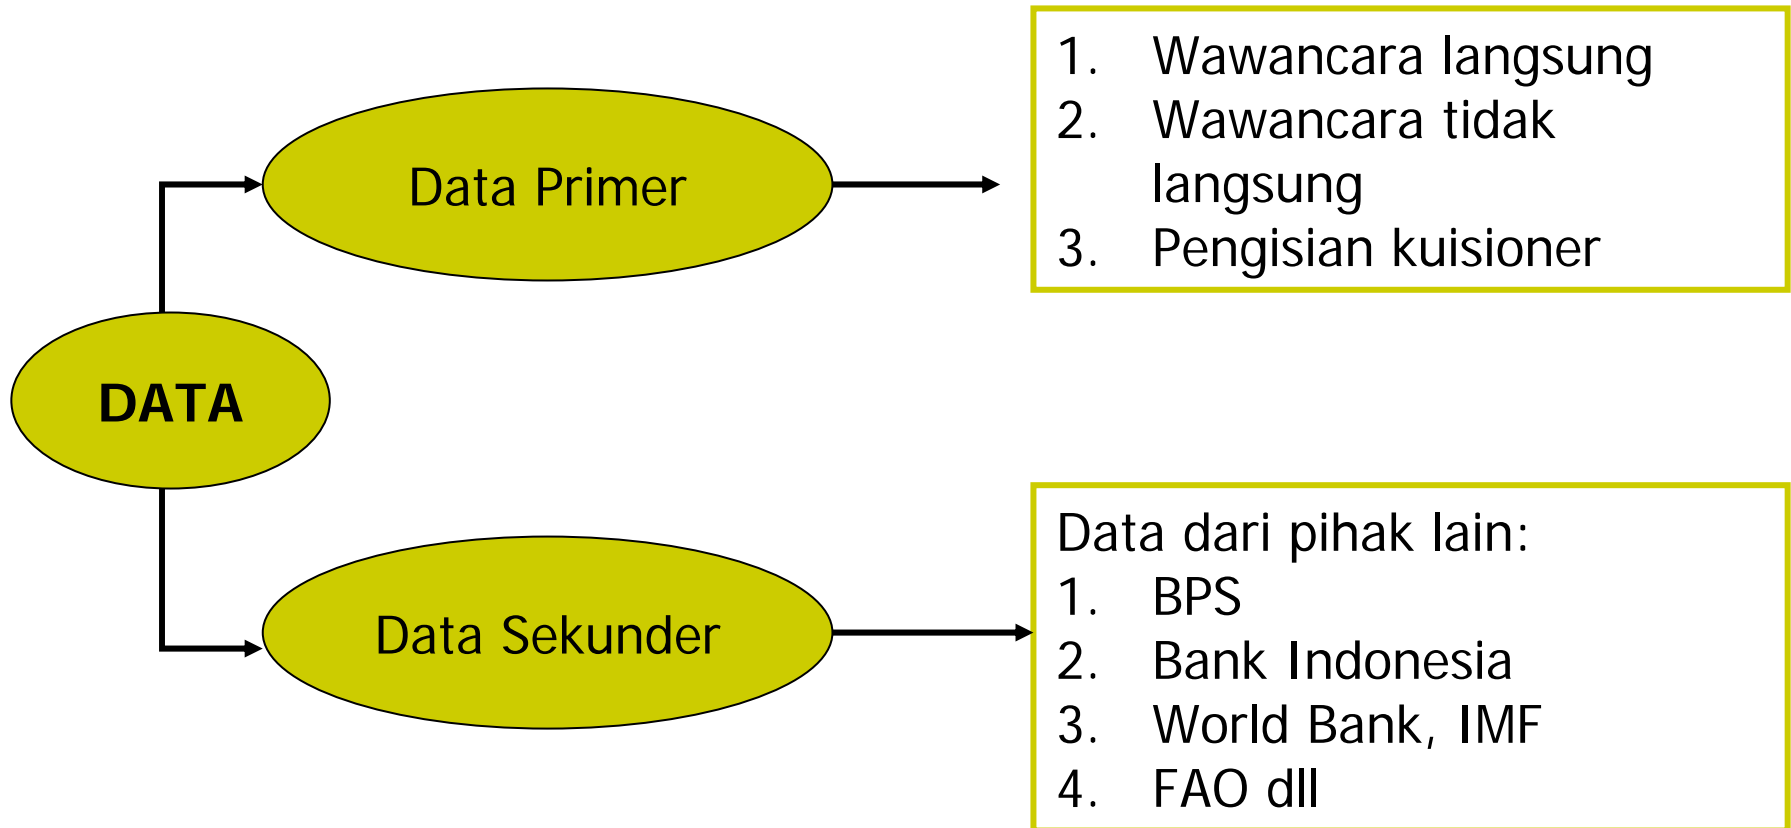 1. Wawancara langsung
2. Wawancara tidak
langsung
3. Pengisian kuisioner
Data Primer
DATA
Data Sekunder
Data dari pihak lain:
1. BPS
2. Bank Indonesia
3. World Bank, IMF
4. FAO dll